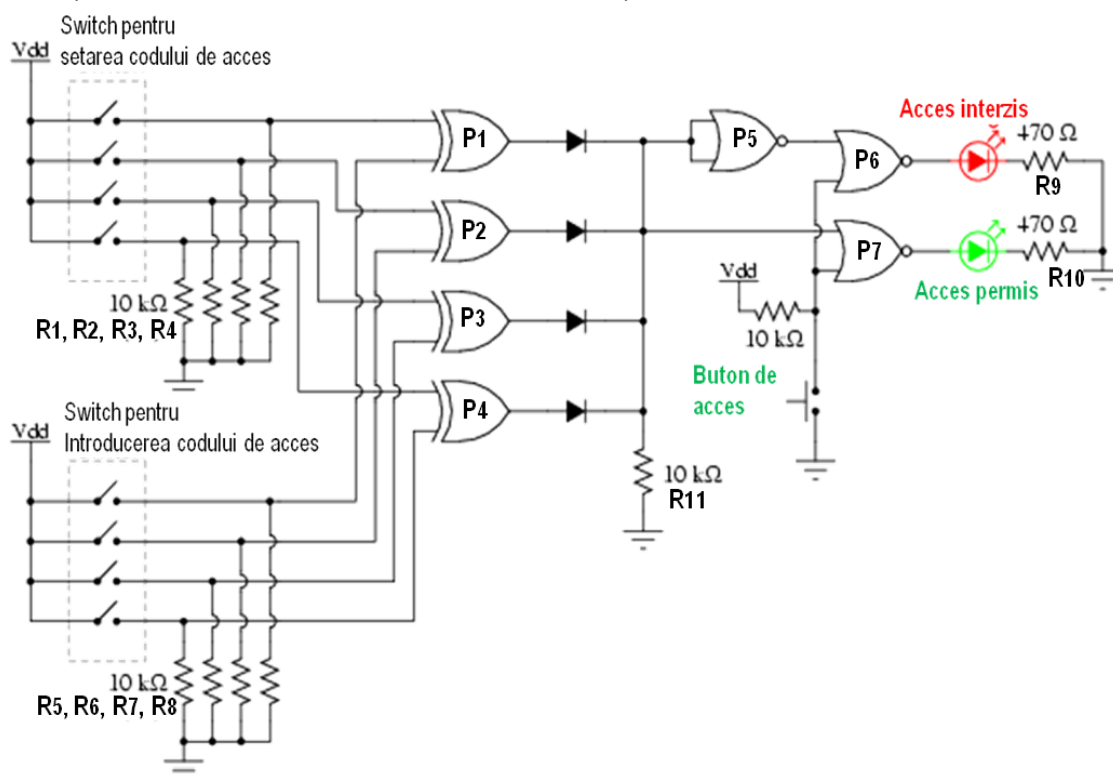 Switch pentru
setarea codului de acces
Vdd
10 kΩ
R1, R2, R3, R4
Switch pentru
Introducerea codului de acces
Vdd
10 kΩ
R5, R6, R7, R8
P1
P2
P3
P4
10 kΩ
R11
P5
P6
P7
Vdd
10 kΩ
Buton de
acces
Acces interzis
+70 Ω
R9
+70 Ω
R10
Acces permis